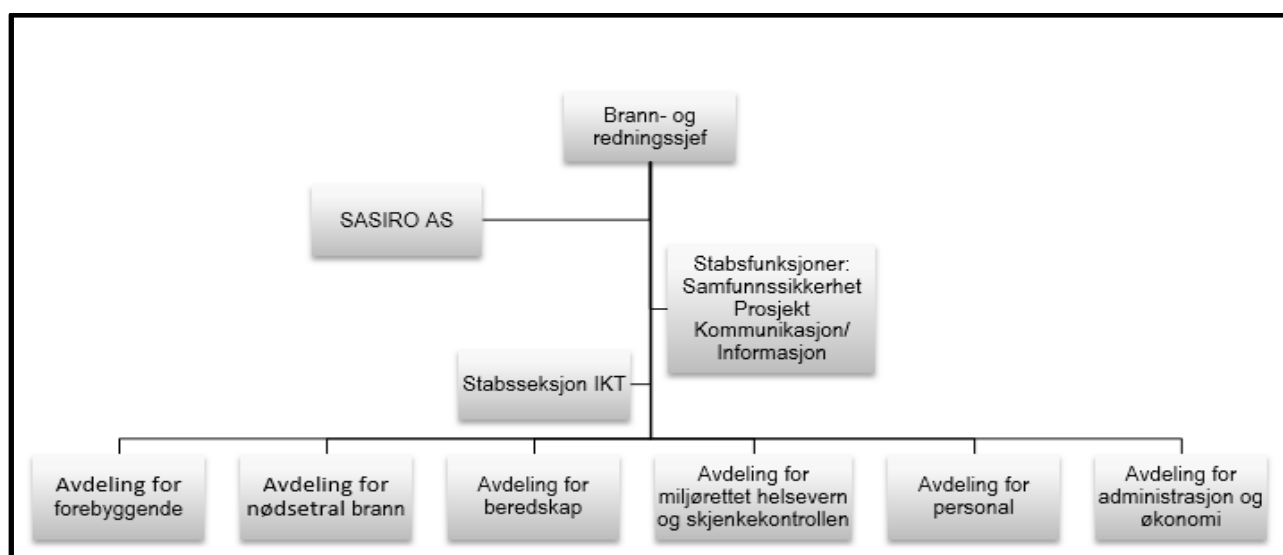 Brann- og
redningssjef
SASIRO AS
Stabsfunksjoner:
Samfunnssikkerhet
Prosjekt
Kommunikasjon/
Informasjon
Stabsseksjon IKT
Avdeling for
forebyggende
Avdeling for
nødsetral brann
Avdeling for
beredskap
Avdeling for
miljørettet helsevern
og skjenkekontrollen
Avdeling for
personal
Avdeling for
administrasjon og
økonomi